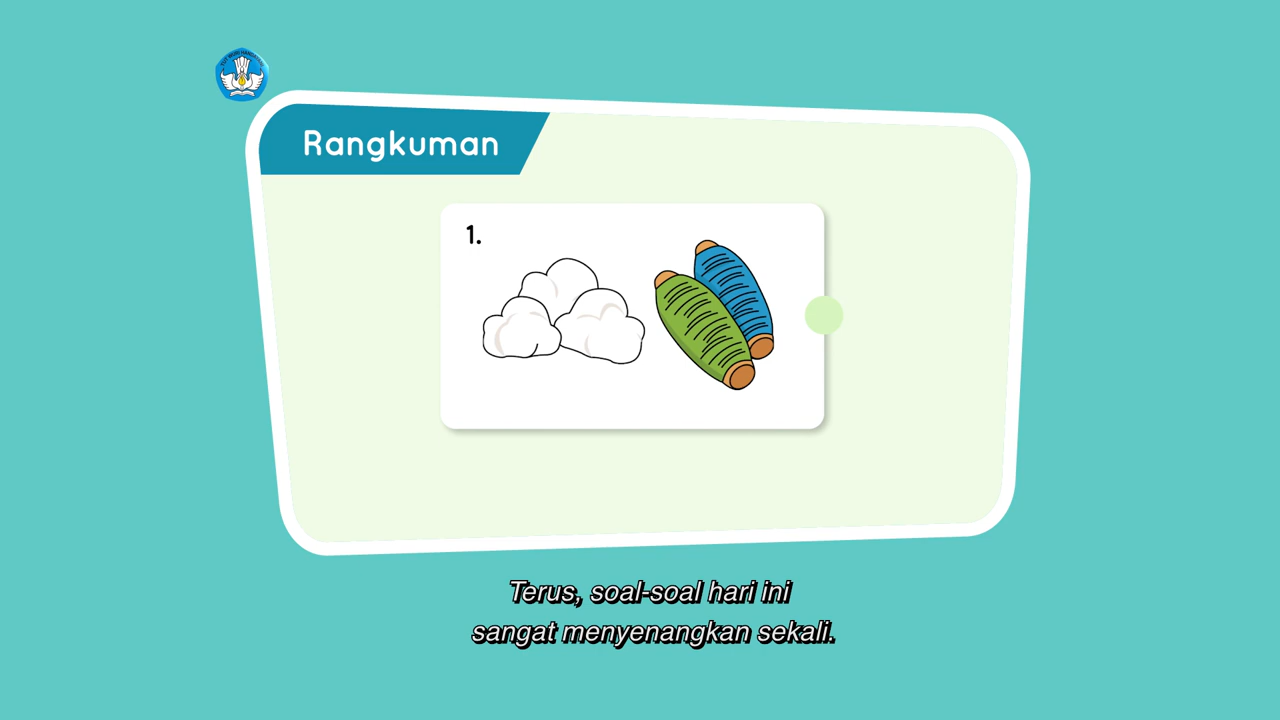 Rangkuman
1.
Terus, soal-soal hari ini
sangat menyenangkan sekali.